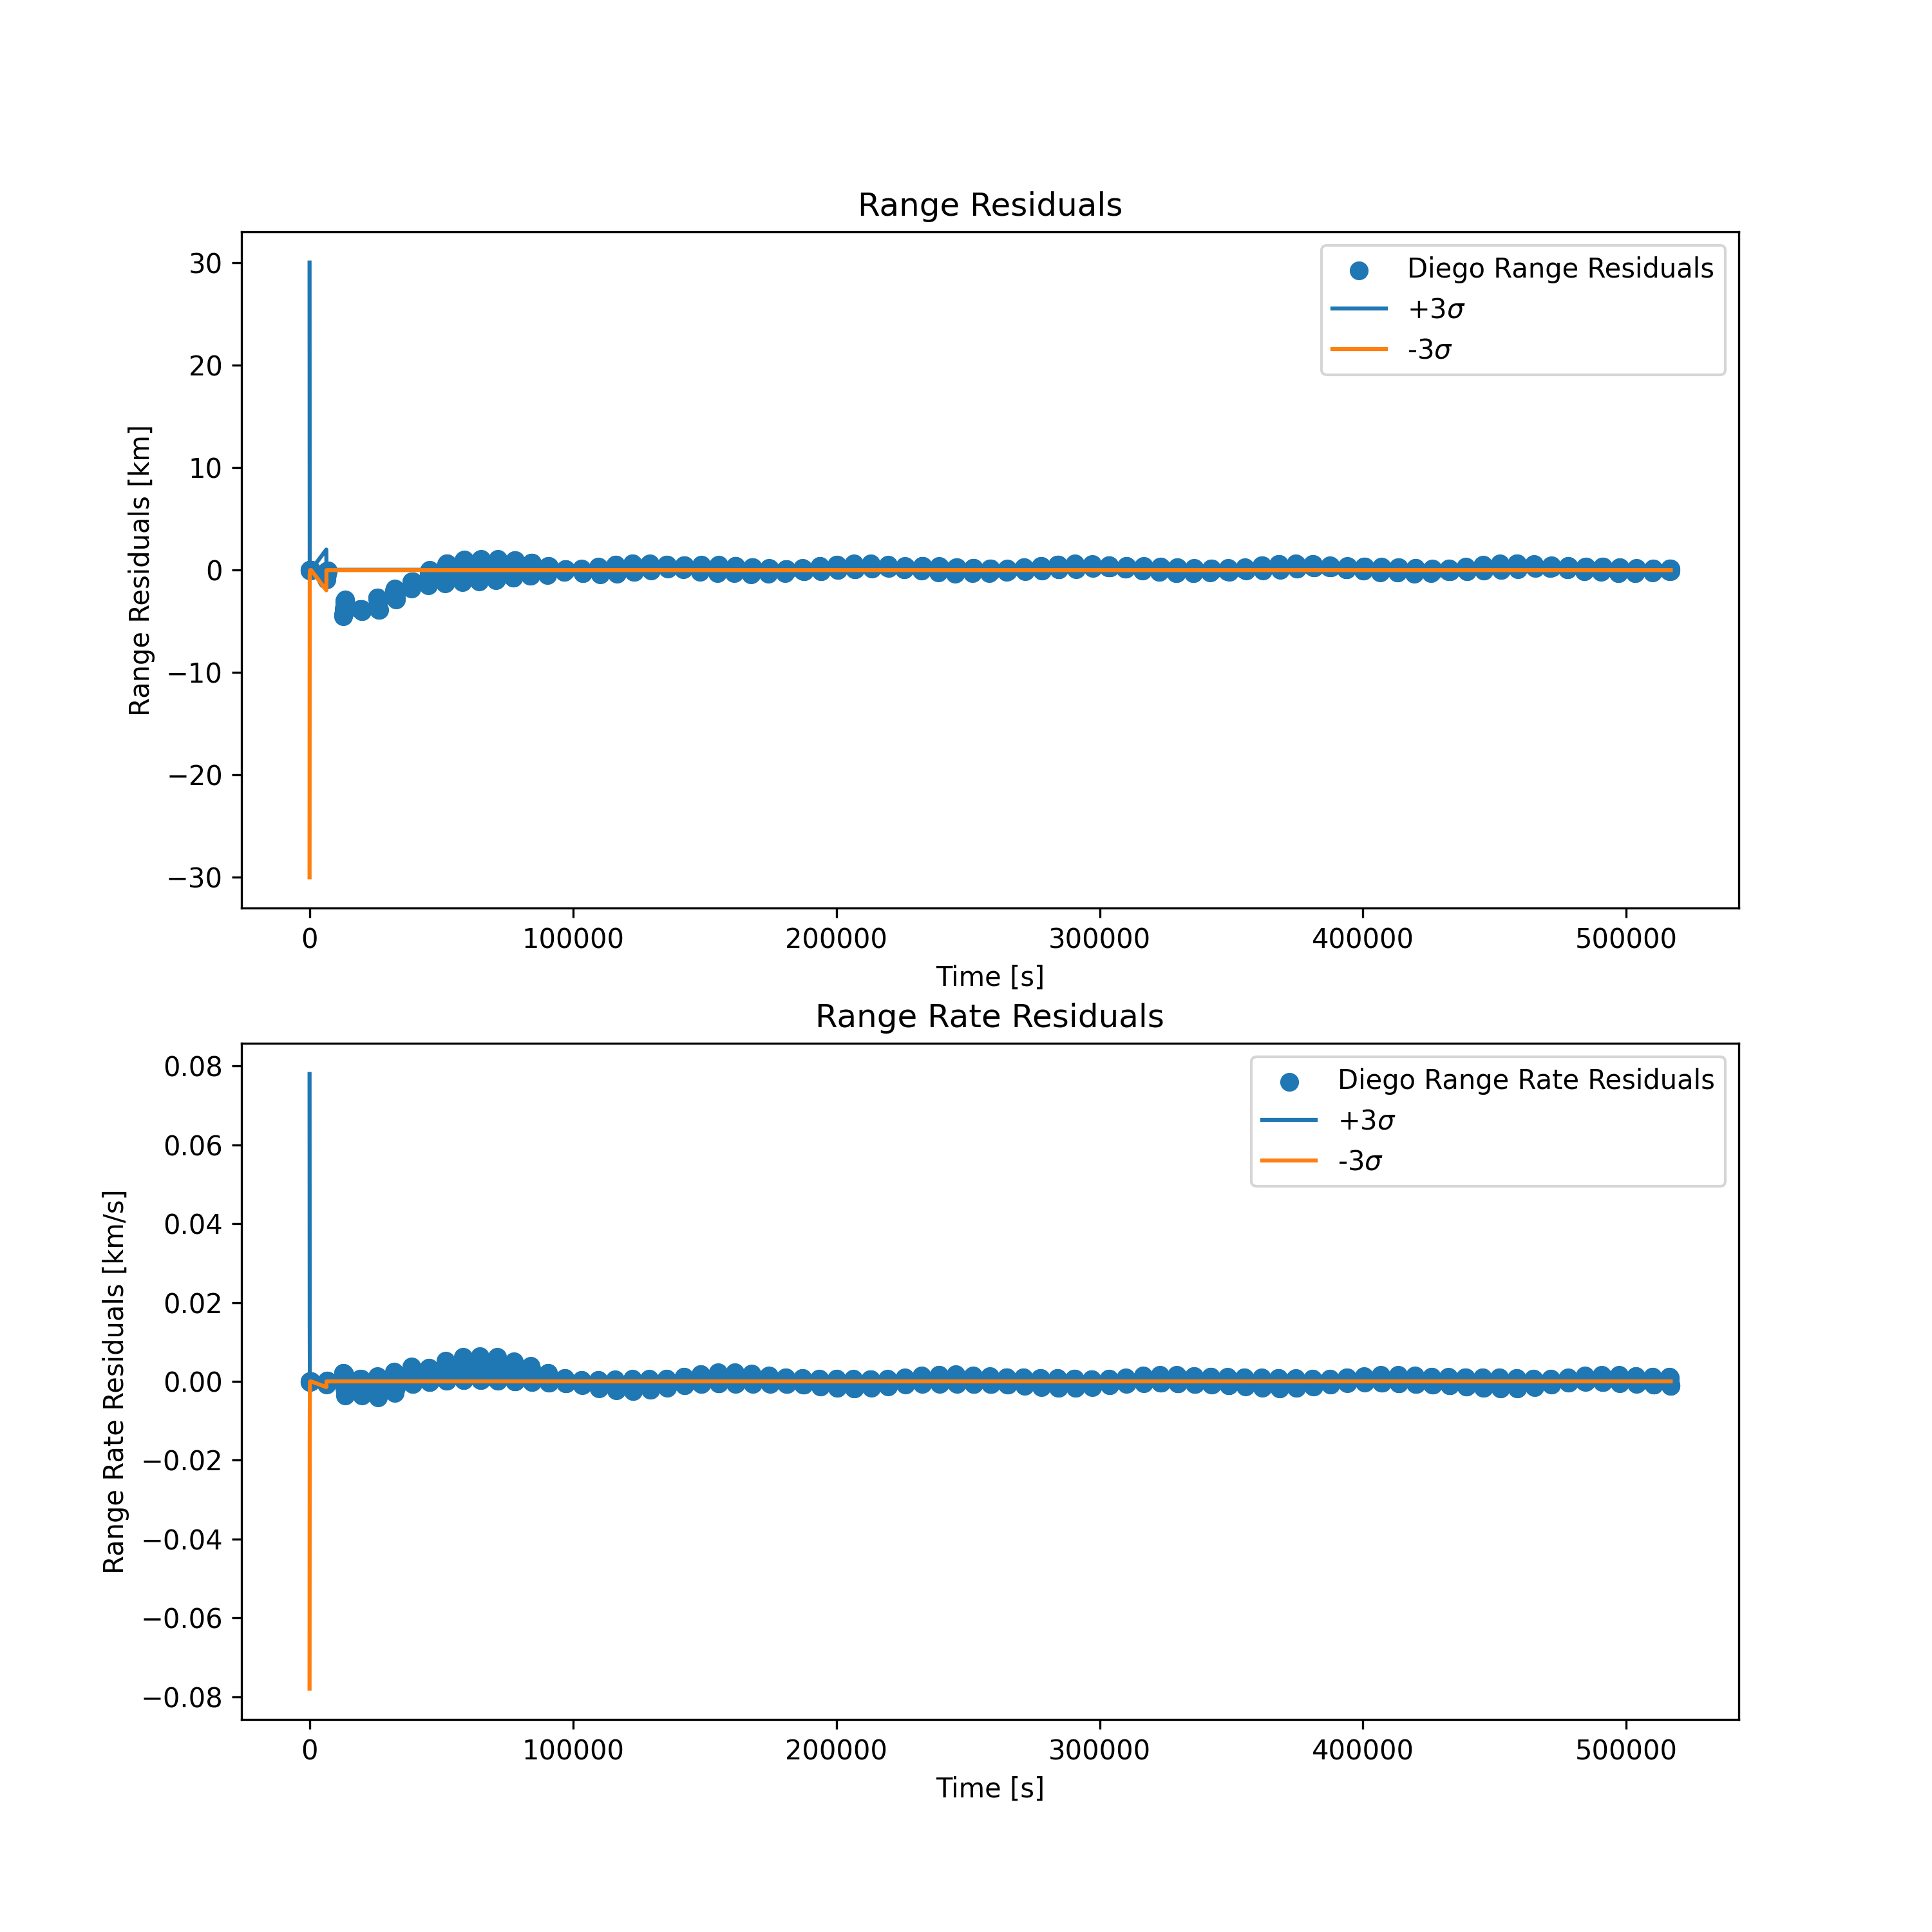 Range Residuals
Diego Range Residuals
+3σ
-3σ
30
20
10
0
−10
−20
−30
Range Residuals [km]
0 100000 200000 300000 400000 500000
Time [s]
Range Rate Residuals
Diego Range Rate Residuals
+3σ
-3σ
0.08
0.06
0.04
0.02
0.00
−0.02
−0.04
−0.06
−0.08
Range Rate Residuals [km/s]
0 100000 200000 300000 400000 500000
Time [s]